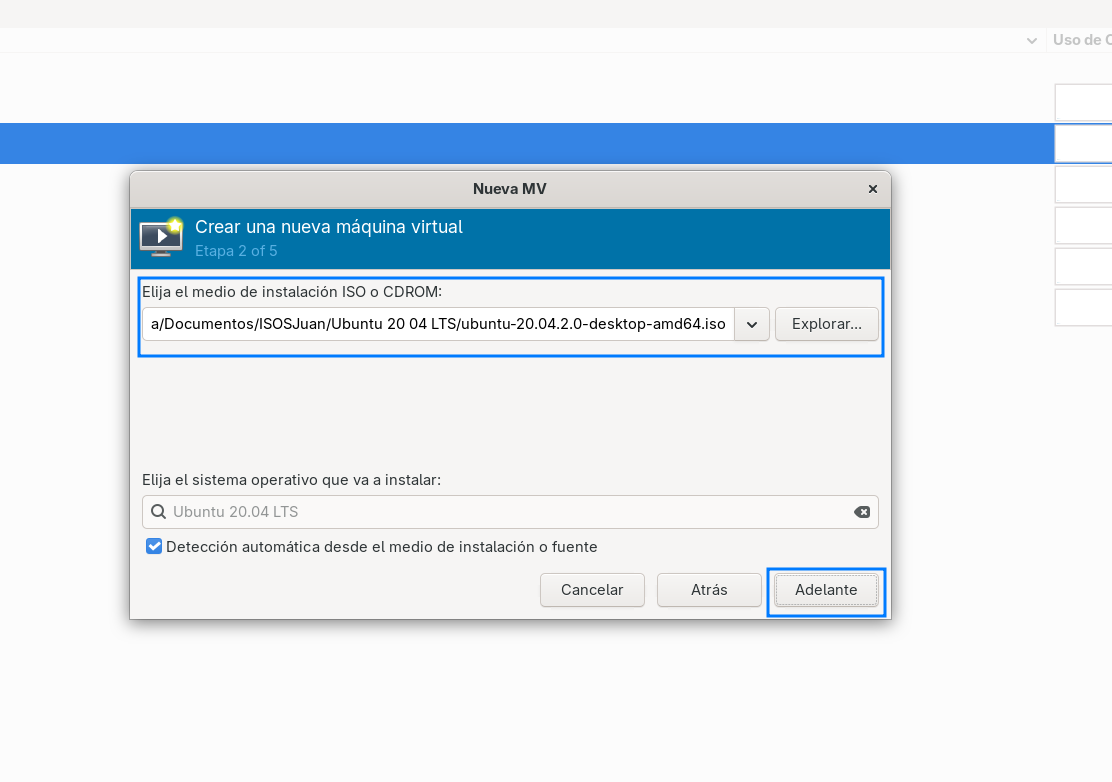 Uso de C
Nueva MV
Crear una nueva máquina virtual
Etapa 2 of 5
Elija el medio de instalación ISO o CDROM:
a/Documentos/ISOSJuan/Ubuntu 20 04 LTS/ubuntu-20.04.2.0-desktop-amd64.iso
Explorar...
Elija el sistema operativo que va a instalar:
Ubuntu 20.04 LTS
Detección automática desde el medio de instalación o fuente
Cancelar
Atrás
Adelante